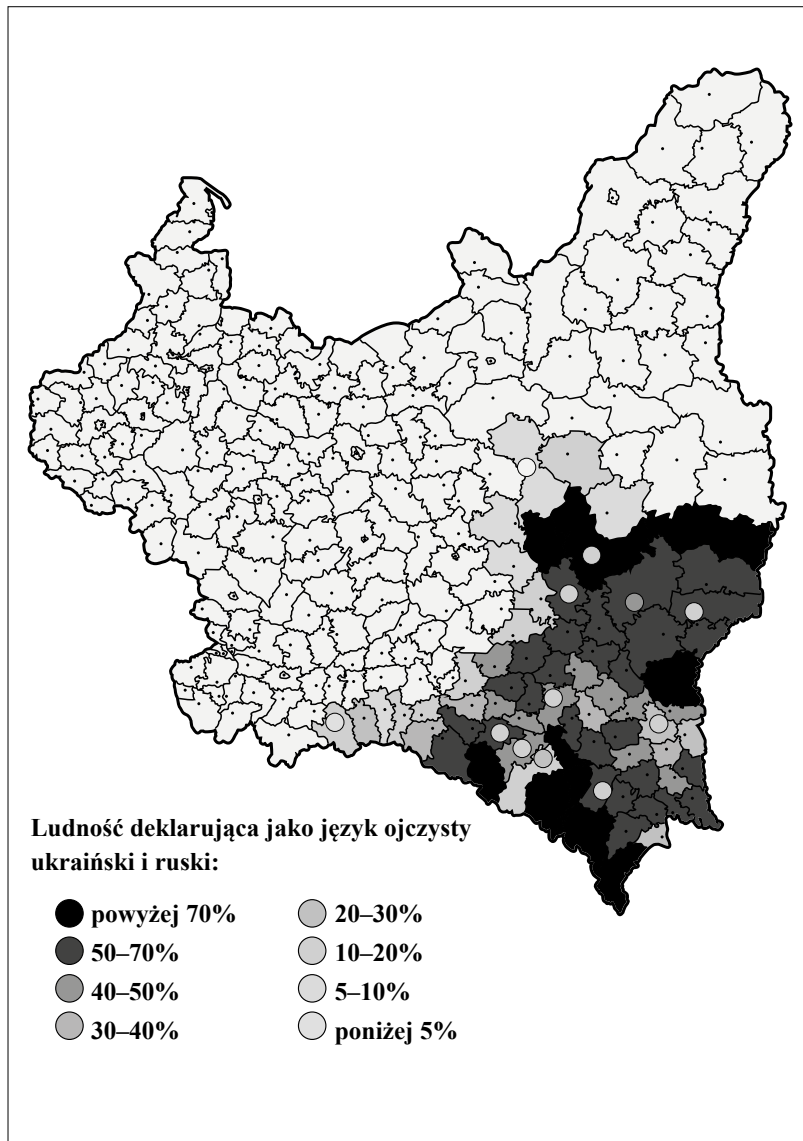 Ludność deklarująca jako język ojczysty
ukraiński i ruski:
powyżej 70%
50–70%
40–50%
30–40%
20–30%
10–20%
5–10%
poniżej 5%